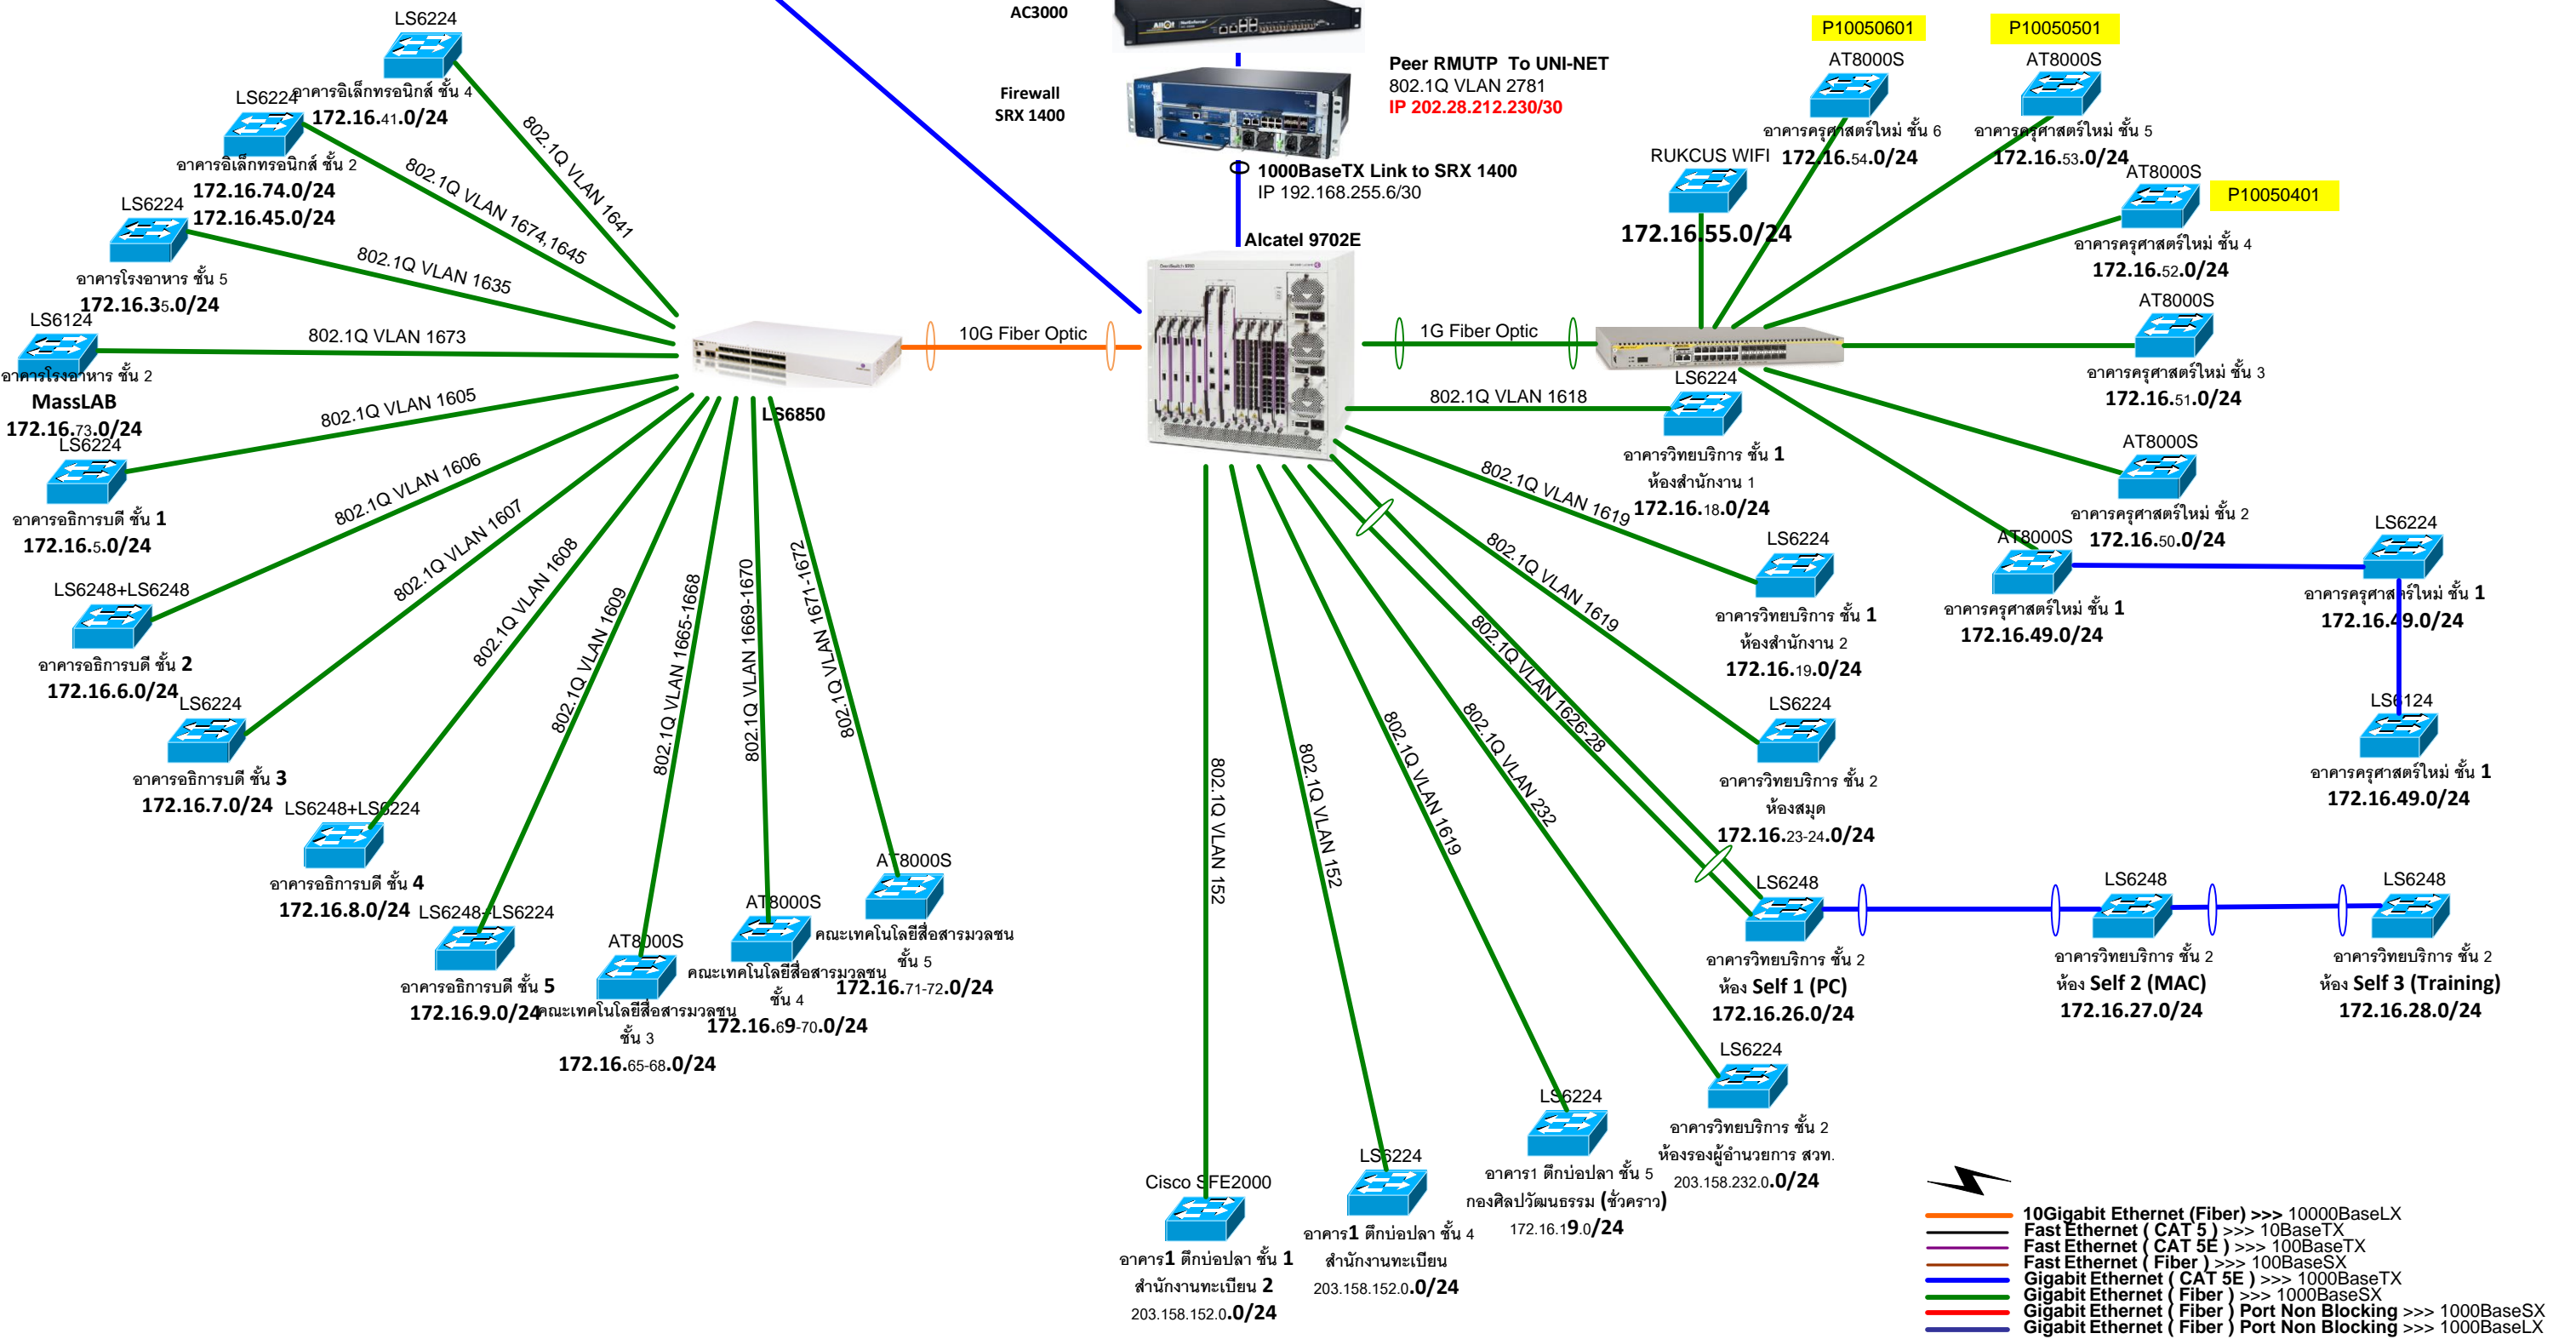 AC3000
Firewall
SRX 1400
Peer RMUTP To UNI-NET
802.1Q VLAN 2781
IP 202.28.212.230/30
1000BaseTX Link to SRX 1400
IP 192.168.255.6/30
Alcatel 9702E
LS6224
อาคารอิเล็กทรอนิกส์ ชั้น 4
172.16.41.0/24
802.1Q VLAN 1641
LS6224
อาคารอิเล็กทรอนิกส์ ชั้น 2
172.16.74.0/24
172.16.45.0/24
802.1Q VLAN 1674,1645
LS6224
อาคารโรงอาหาร ชั้น 5
172.16.35.0/24
802.1Q VLAN 1635
LS6124
อาคารโรงอาหาร ชั้น 2
MassLAB
172.16.73.0/24
802.1Q VLAN 1673
LS6224
อาคารอธิการบดี ชั้น 1
172.16.5.0/24
802.1Q VLAN 1605
LS6248+LS6248
อาคารอธิการบดี ชั้น 2
172.16.6.0/24
802.1Q VLAN 1606
LS6224
อาคารอธิการบดี ชั้น 3
172.16.7.0/24
802.1Q VLAN 1607
LS6248+LS6224
อาคารอธิการบดี ชั้น 4
172.16.8.0/24
802.1Q VLAN 1608
LS6248+LS6224
อาคารอธิการบดี ชั้น 5
172.16.9.0/24
802.1Q VLAN 1609
AT8000S
คณะเทคโนโลยีสื่อสารมวลชน
ชั้น 3
172.16.65-68.0/24
802.1Q VLAN 1665-1668
AT8000S
คณะเทคโนโลยีสื่อสารมวลชน
ชั้น 4
172.16.69-70.0/24
802.1Q VLAN 1669-1670
AT8000S
คณะเทคโนโลยีสื่อสารมวลชน
ชั้น 5
172.16.71-72.0/24
802.1Q VLAN 1671-1672
LS6850
10G Fiber Optic
1G Fiber Optic
P10050601
AT8000S
อาคารครุศาสตร์ใหม่ ชั้น 6
172.16.54.0/24
P10050501
AT8000S
อาคารครุศาสตร์ใหม่ ชั้น 5
172.16.53.0/24
RUKCUS WIFI
172.16.55.0/24
AT8000S
P10050401
อาคารครุศาสตร์ใหม่ ชั้น 4
172.16.52.0/24
AT8000S
อาคารครุศาสตร์ใหม่ ชั้น 3
172.16.51.0/24
AT8000S
อาคารครุศาสตร์ใหม่ ชั้น 2
172.16.50.0/24
AT8000S
อาคารครุศาสตร์ใหม่ ชั้น 1
172.16.49.0/24
LS6224
อาคารครุศาสตร์ใหม่ ชั้น 1
172.16.49.0/24
LS6124
อาคารครุศาสตร์ใหม่ ชั้น 1
172.16.49.0/24
802.1Q VLAN 1618
LS6224
อาคารวิทยบริการ ชั้น 1
ห้องสำนักงาน 1
172.16.18.0/24
802.1Q VLAN 1619
LS6224
อาคารวิทยบริการ ชั้น 1
ห้องสำนักงาน 2
172.16.19.0/24
802.1Q VLAN 1619
LS6224
อาคารวิทยบริการ ชั้น 2
ห้องสมุด
172.16.23-24.0/24
802.1Q VLAN 1626-28
LS6248
อาคารวิทยบริการ ชั้น 2
ห้อง Self 1 (PC)
172.16.26.0/24
LS6248
อาคารวิทยบริการ ชั้น 2
ห้อง Self 2 (MAC)
172.16.27.0/24
LS6248
อาคารวิทยบริการ ชั้น 2
ห้อง Self 3 (Training)
172.16.28.0/24
802.1Q VLAN 232
LS6224
อาคารวิทยบริการ ชั้น 2
ห้องรองผู้อำนวยการ สวท.
203.158.232.0.0/24
802.1Q VLAN 1619
LS6224
อาคาร1 ตึกบ่อปลา ชั้น 5
กองศิลปวัฒนธรรม (ชั่วคราว)
172.16.19.0/24
802.1Q VLAN 152
LS6224
อาคาร1 ตึกบ่อปลา ชั้น 4
สำนักงานทะเบียน
203.158.152.0.0/24
802.1Q VLAN 152
Cisco SFE2000
อาคาร1 ตึกบ่อปลา ชั้น 1
สำนักงานทะเบียน 2
203.158.152.0.0/24
10Gigabit Ethernet (Fiber) >>> 10000BaseLX
Fast Ethernet ( CAT 5 ) >>> 10BaseTX
Fast Ethernet ( CAT 5E ) >>> 100BaseTX
Fast Ethernet ( Fiber ) >>> 100BaseSX
Gigabit Ethernet ( CAT 5E ) >>> 1000BaseTX
Gigabit Ethernet ( Fiber ) >>> 1000BaseSX
Gigabit Ethernet ( Fiber ) Port Non Blocking >>> 1000BaseSX
Gigabit Ethernet ( Fiber ) Port Non Blocking >>> 1000BaseLX